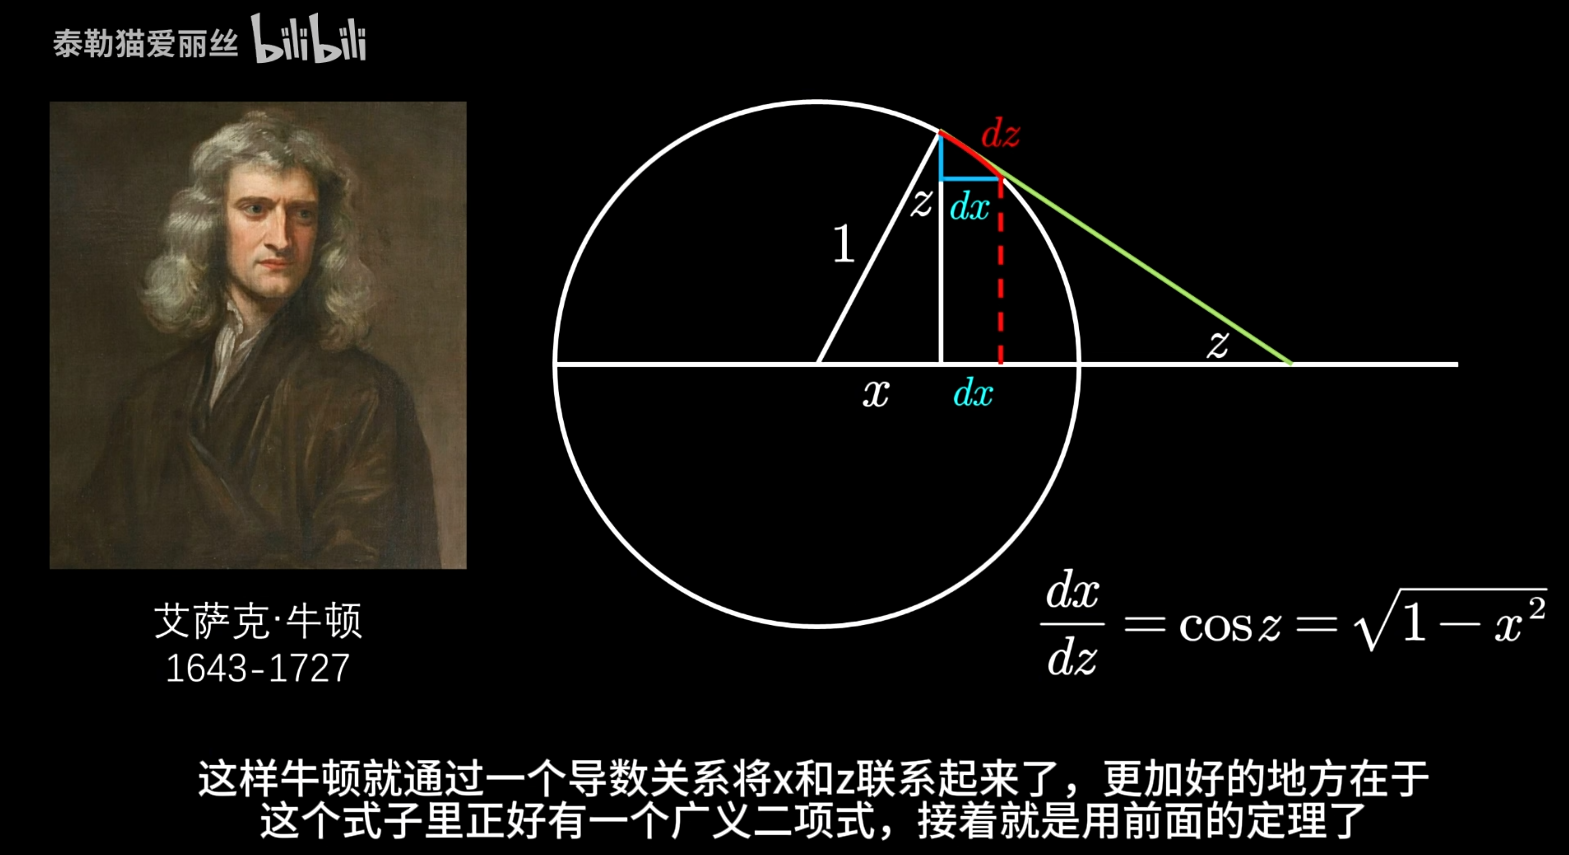 泰勒猫爱丽丝 bilibili
dz
z
dx
1
z
x
dx
dx/dz = cos z = √(1 − x²)
艾萨克·牛顿
1643-1727
这样牛顿就通过一个导数关系将x和z联系起来了，更加好的地方在于
这个式子里正好有一个广义二项式，接着就是用前面的定理了